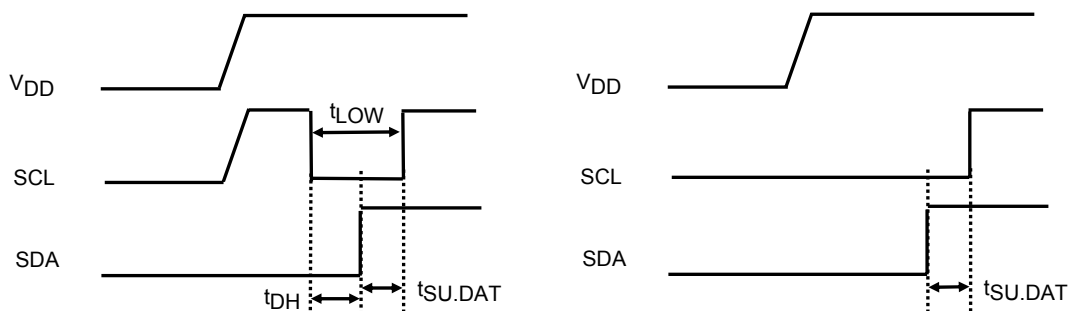 VDD
tLOW
SCL
SDA
tDH
tSU.DAT
VDD
SCL
SDA
tSU.DAT